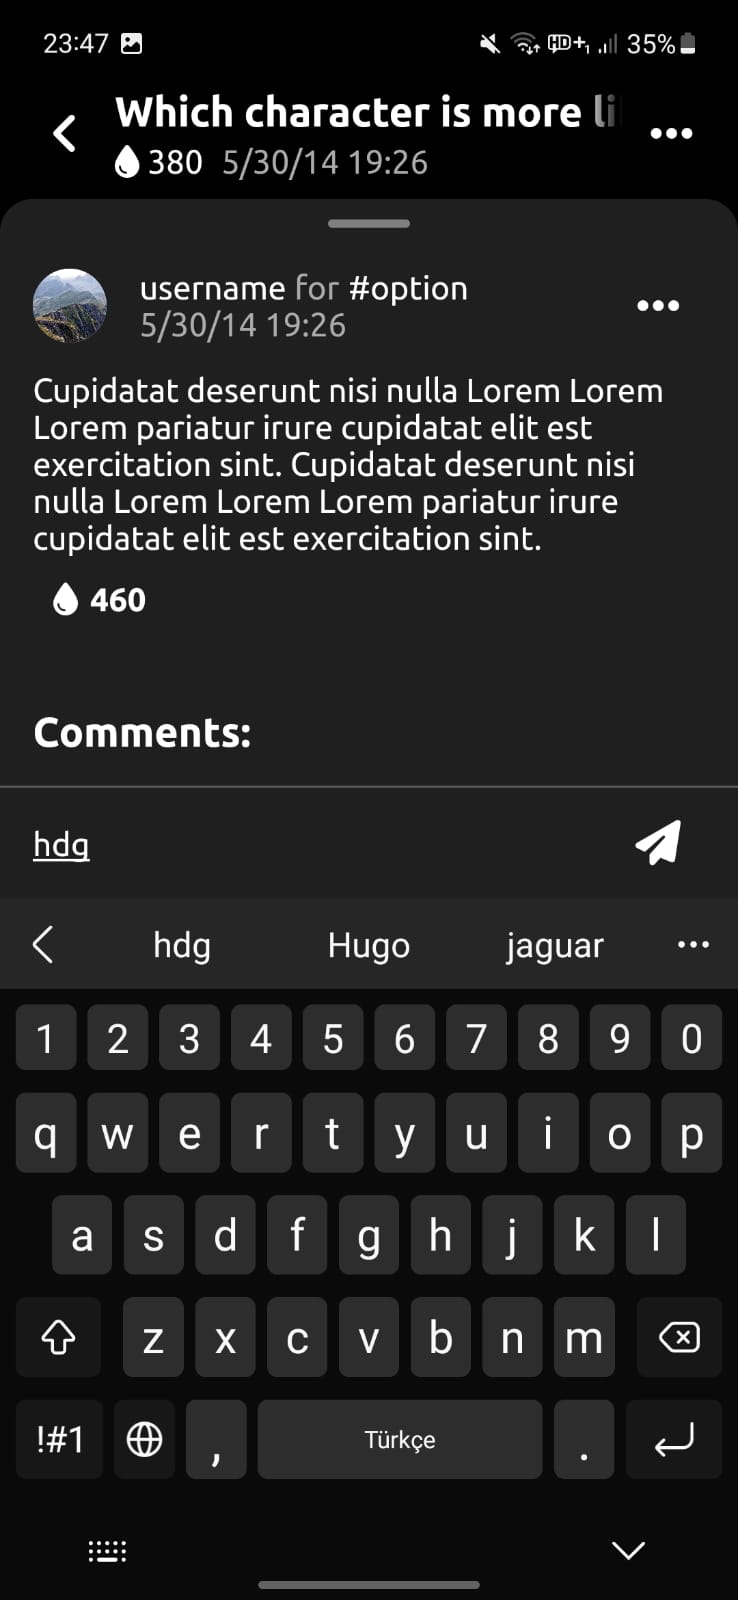 23:47 35%
Which character is more li
380 5/30/14 19:26
username for #option
5/30/14 19:26
Cupidatat deserunt nisi nulla Lorem Lorem
Lorem pariatur irure cupidatat elit est
exercitation sint. Cupidatat deserunt nisi
nulla Lorem Lorem Lorem pariatur irure
cupidatat elit est exercitation sint.
460
Comments:
hdg
hdg Hugo jaguar
1 2 3 4 5 6 7 8 9 0
q w e r t y u i o p
a s d f g h j k l
z x c v b n m
!#1 , Türkçe .